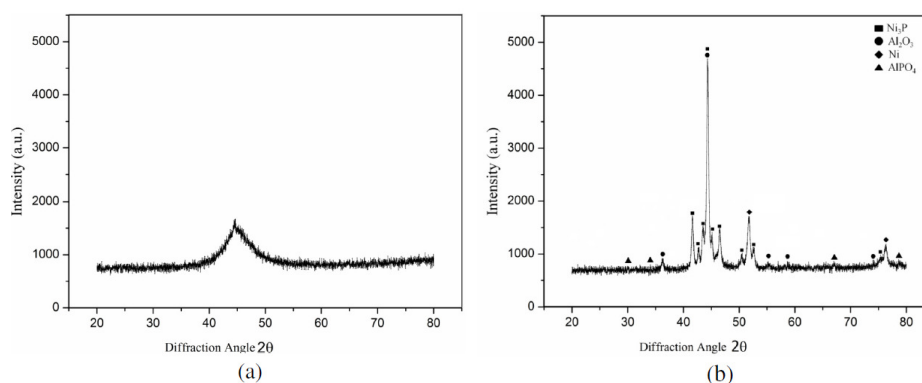 5000
4000
3000
2000
1000
0
Intensity (a.u.)
20 30 40 50 60 70 80
Diffraction Angle 2θ
(a)
5000
4000
3000
2000
1000
0
Intensity (a.u.)
Ni₃P
Al₂O₃
Ni
AlPO₄
20 30 40 50 60 70 80
Diffraction Angle 2θ
(b)